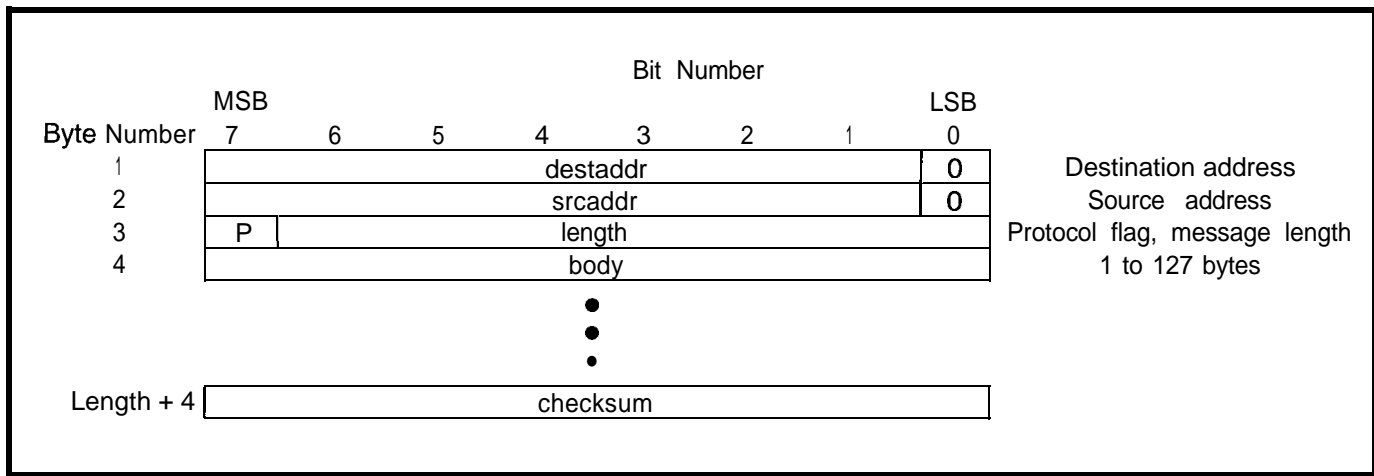 Bit Number
MSB LSB
Byte Number 7 6 5 4 3 2 1 0
1 destaddr 0 Destination address
2 srcaddr 0 Source address
3 P length Protocol flag, message length
4 body 1 to 127 bytes
Length + 4 checksum